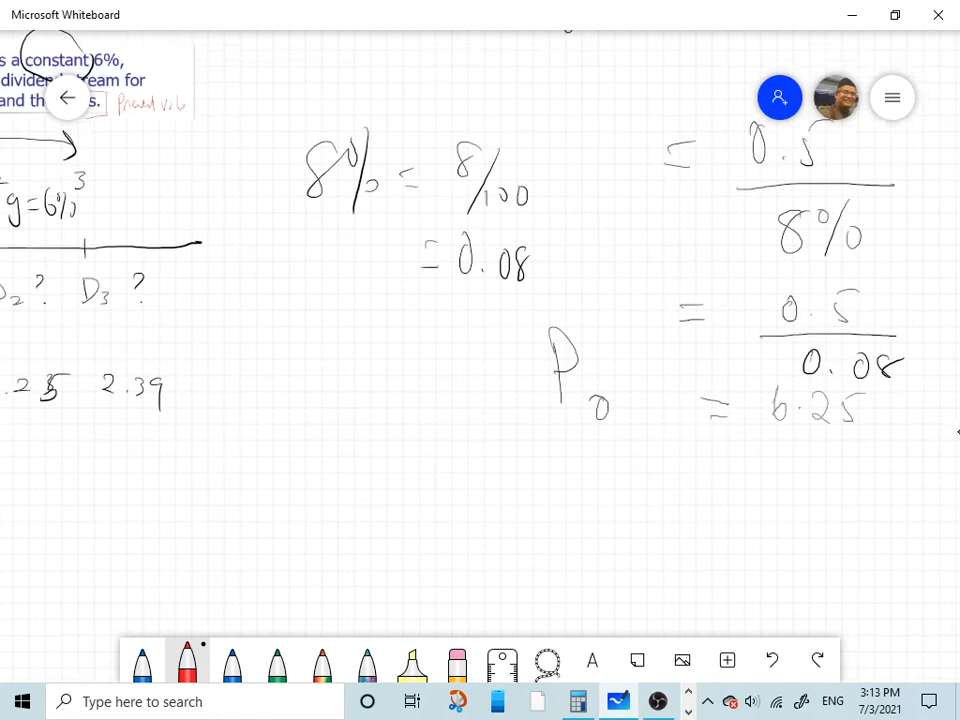 Microsoft Whiteboard
s a constant 6%,
dividend stream for
and th s.
8% = 8/100
= 0.08
3
g=6%
D2 ? D3 ?
.235 2.39
= 0.5
8%
= 0.5
0.08
P0 = 6.25
A
Type here to search
ENG
3:13 PM
7/3/2021